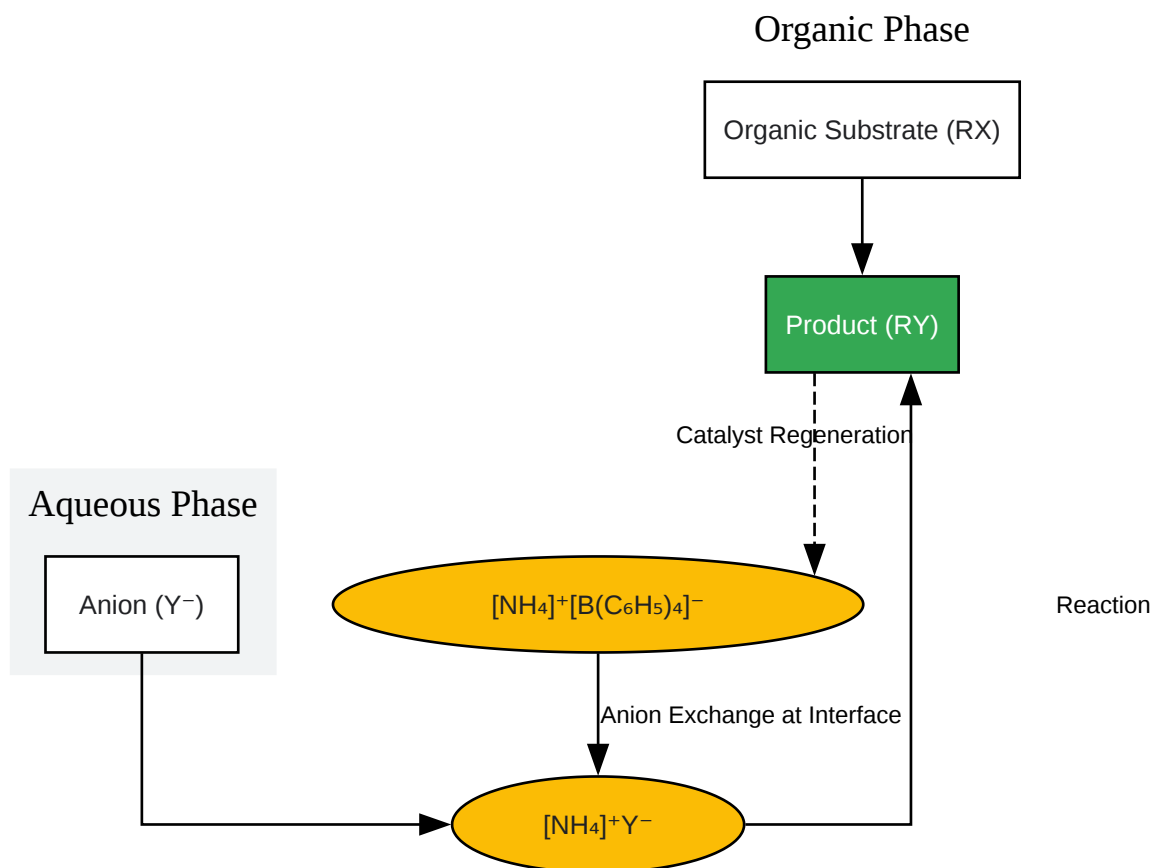 Organic Phase
Organic Substrate (RX)
Product (RY)
Catalyst Regeneration
Aqueous Phase
Anion (Y⁻)
[NH₄]⁺[B(C₆H₅)₄]⁻
Reaction
Anion Exchange at Interface
[NH₄]⁺Y⁻